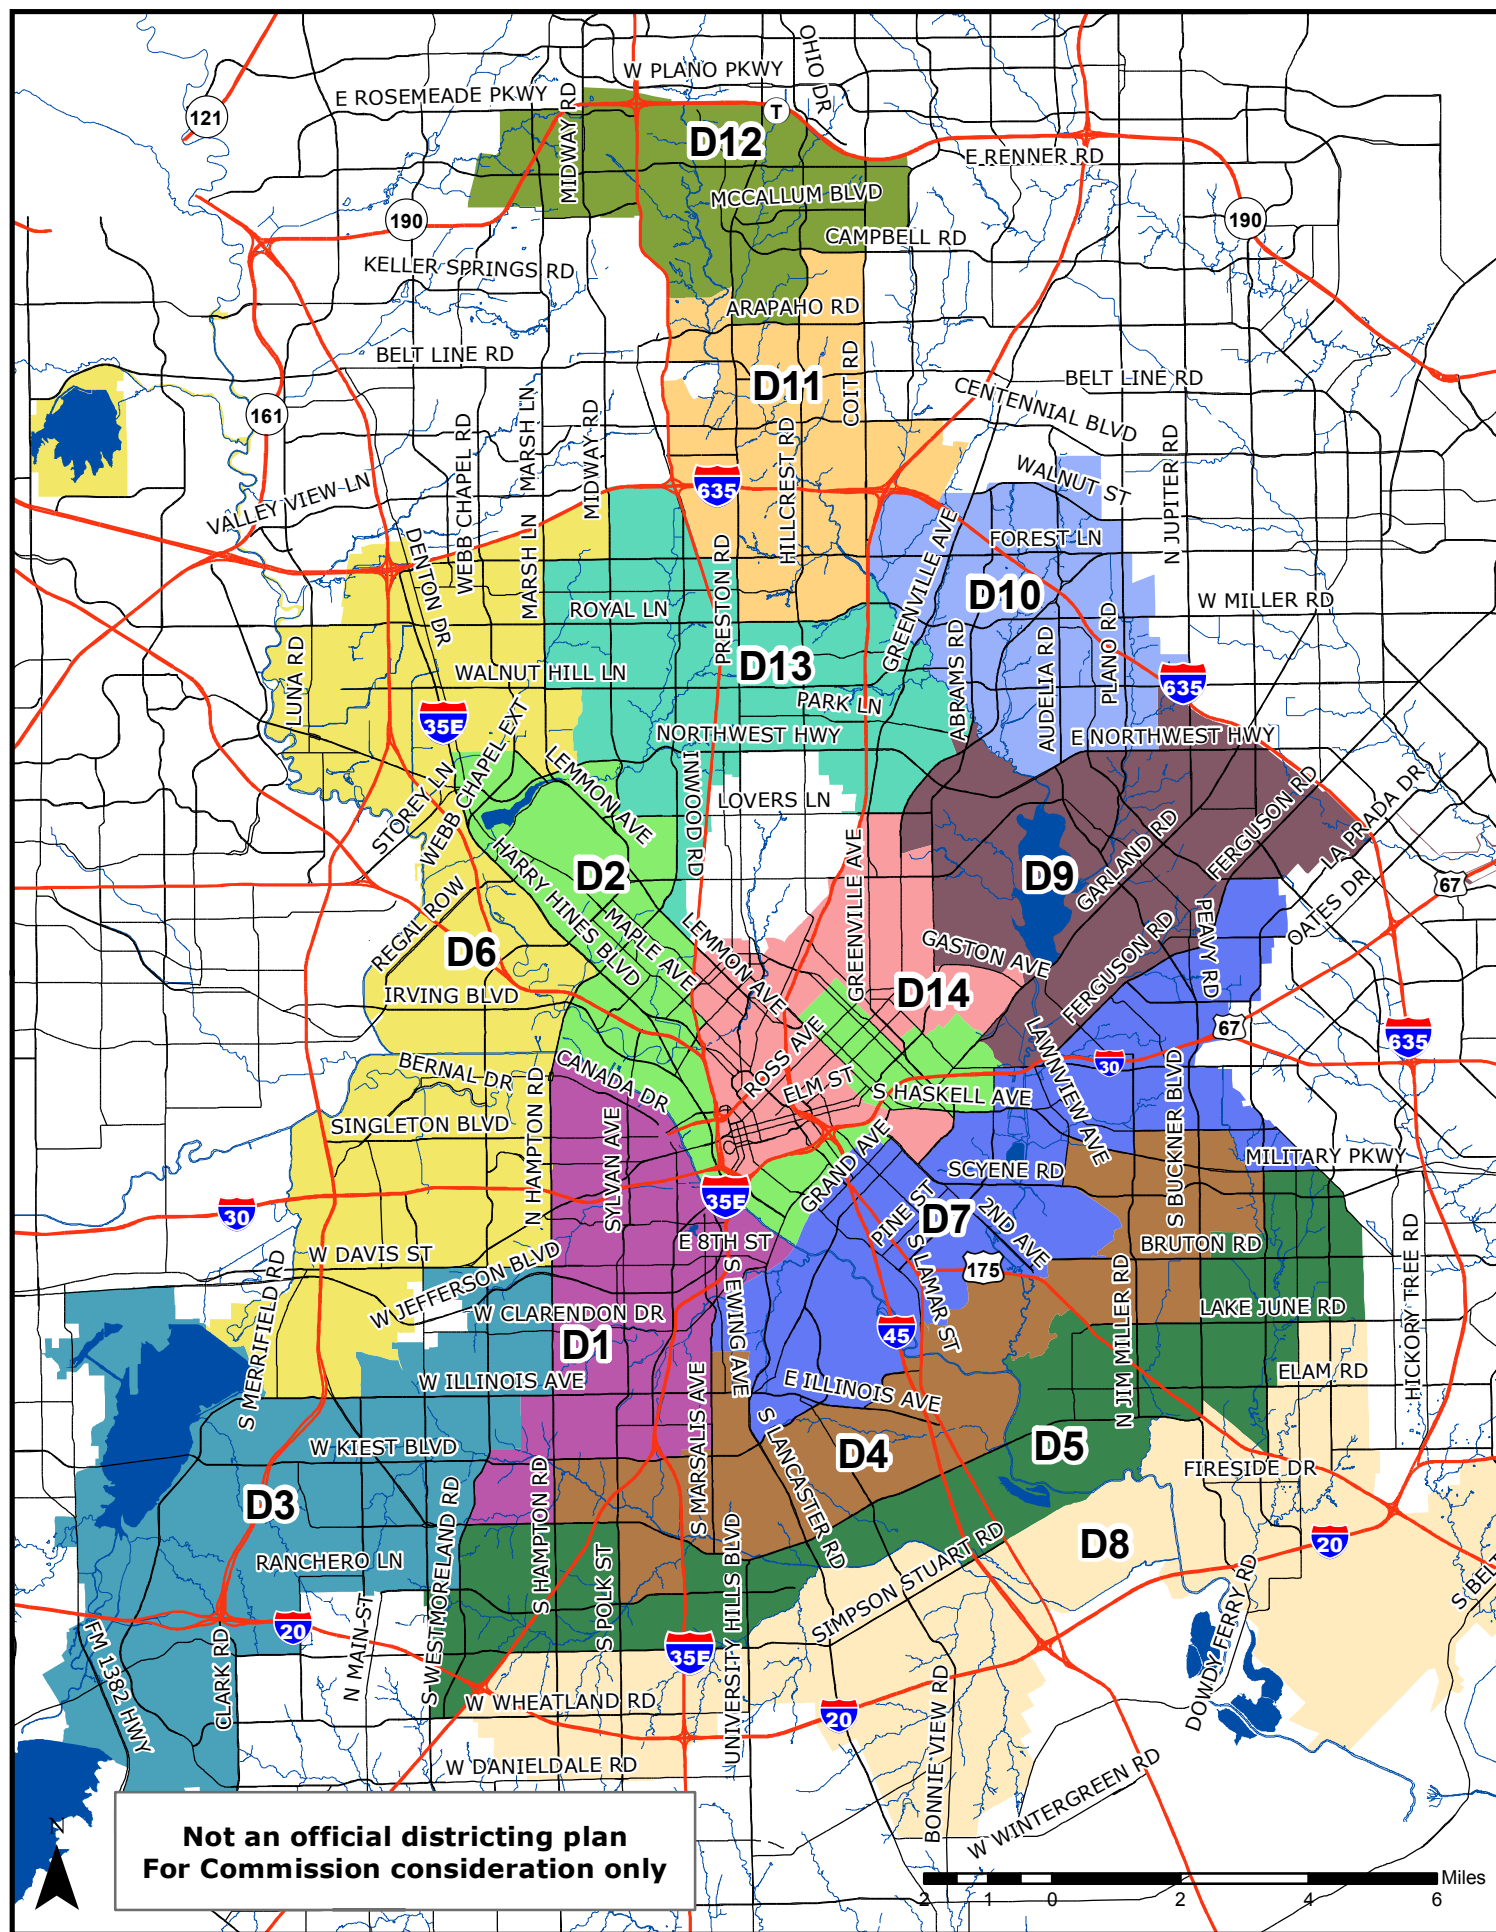 W PLANO PKWY
OHIO DR
E ROSEMEADE PKWY
MIDWAY RD
121
T
D12
E RENNER RD
MCCALLUM BLVD
190
190
CAMPBELL RD
KELLER SPRINGS RD
ARAPAHO RD
BELT LINE RD
COIT RD
BELT LINE RD
D11
CENTENNIAL BLVD
161
WEBB CHAPEL RD
MARSH LN
MIDWAY RD
HILLCREST RD
N JUPITER RD
WALNUT ST
635
VALLEY VIEW LN
MARSH LN
DENTON DR
PRESTON RD
GREENVILLE AVE
FOREST LN
D10
ROYAL LN
W MILLER RD
LUNA RD
ABRAMS RD
AUDELIA RD
PLANO RD
WALNUT HILL LN
D13
635
PARK LN
35E
NORTHWEST HWY
E NORTHWEST HWY
WEBB CHAPEL EXT
LEMMON AVE
INWOOD RD
STOREY LN
LOVERS LN
FERGUSON RD
LA PRADA DR
HARRY HINES BLVD
D2
GREENVILLE AVE
D9
GARLAND RD
67
REGAL ROW
MAPLE AVE
LEMMON AVE
PEAVY RD
OATES DR
D6
GASTON AVE
FERGUSON RD
IRVING BLVD
D14
67
635
BERNAL DR
CANADA DR
ROSS AVE
LAWNVIEW AVE
30
ELM ST
S HASKELL AVE
S BUCKNER BLVD
SINGLETON BLVD
N HAMPTON RD
SYLVAN AVE
GRAND AVE
MILITARY PKWY
SCYENE RD
35E
30
PINE ST
D7
2ND AVE
W DAVIS ST
E 8TH ST
BRUTON RD
S MERRIFIELD RD
W JEFFERSON BLVD
S EWING AVE
S LAMAR ST
175
N JIM MILLER RD
HICKORY TREE RD
W CLARENDON DR
LAKE JUNE RD
D1
45
W ILLINOIS AVE
S MARSALIS AVE
E ILLINOIS AVE
ELAM RD
W KIEST BLVD
S LANCASTER RD
D4
D5
FIRESIDE DR
D3
S WESTMORELAND RD
S HAMPTON RD
UNIVERSITY HILLS BLVD
SIMPSON STUART RD
D8
20
RANCHERO LN
S POLK ST
DOWDY FERRY RD
S BELT
20
N MAIN ST
FM 1382 HWY
CLARK RD
35E
W WHEATLAND RD
20
BONNIE VIEW RD
W DANIELDALE RD
W WINTERGREEN RD
N
Not an official districting plan
For Commission consideration only
Miles
2 1 0 2 4 6